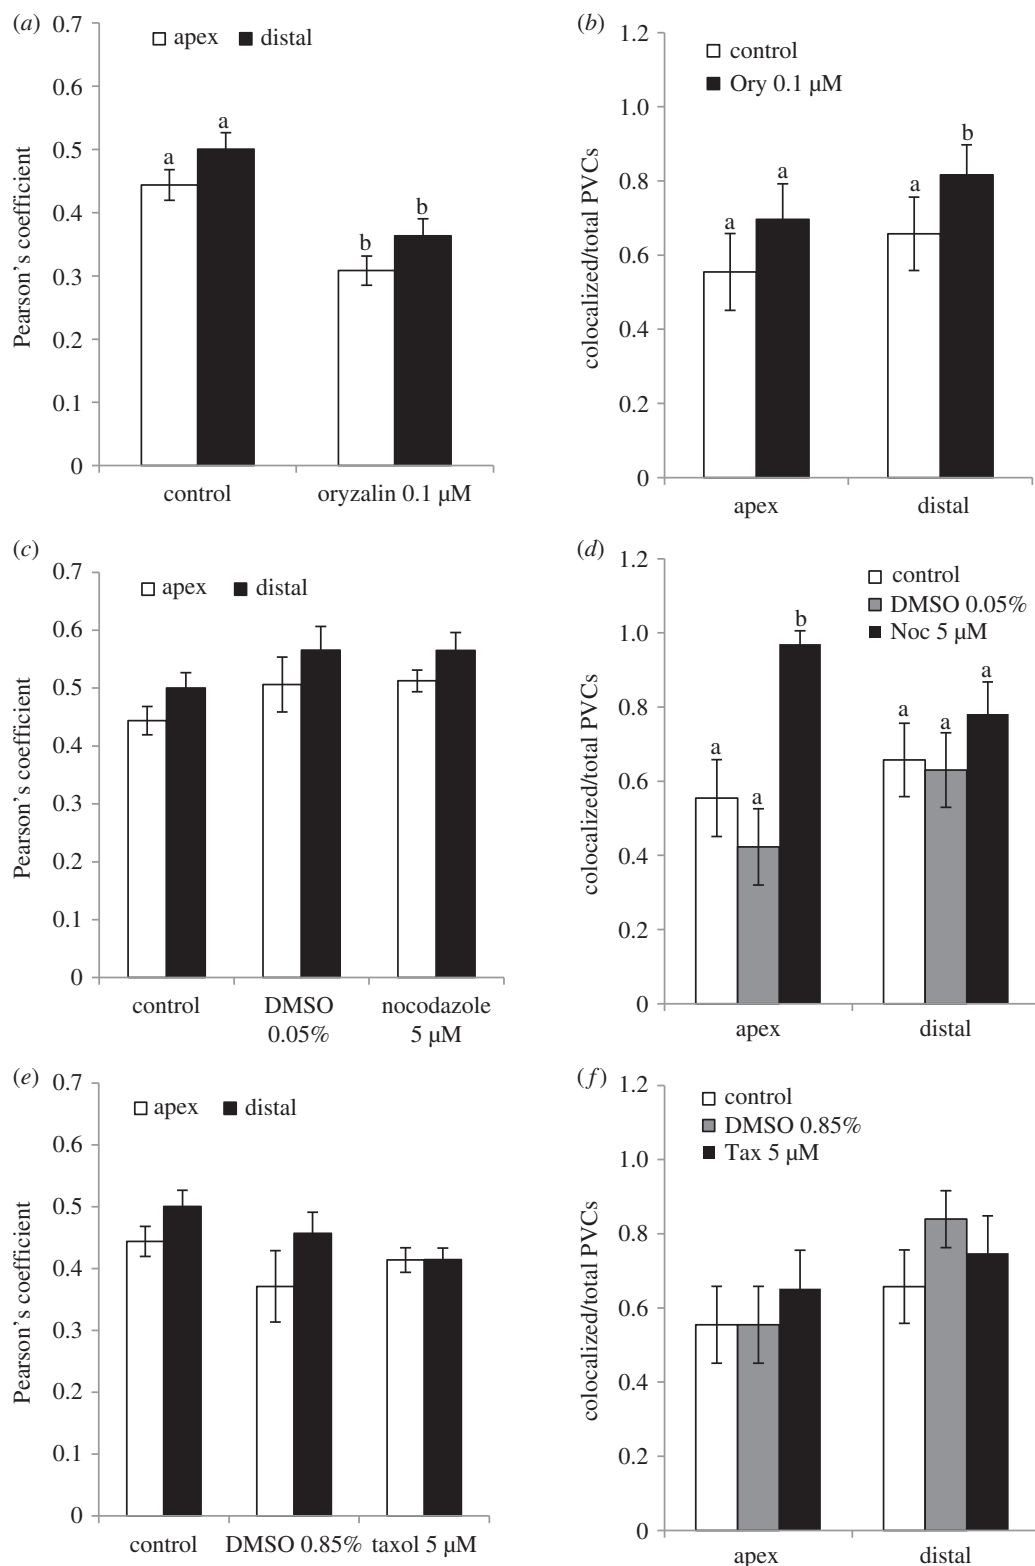 (a)
0.7
0.6
0.5
0.4
0.3
0.2
0.1
0
Pearson's coefficient
apex distal
a a b b
control oryzalin 0.1 µM
(b)
1.2
1.0
0.8
0.6
0.4
0.2
0
colocalized/total PVCs
control
Ory 0.1 µM
a a a b
apex distal
(c)
0.7
0.6
0.5
0.4
0.3
0.2
0.1
0
Pearson's coefficient
apex distal
control DMSO nocodazole
0.05% 5 µM
(d)
1.2
1.0
0.8
0.6
0.4
0.2
0
colocalized/total PVCs
control
DMSO 0.05%
Noc 5 µM
a a b a a a
apex distal
(e)
0.7
0.6
0.5
0.4
0.3
0.2
0.1
0
Pearson's coefficient
apex distal
control DMSO 0.85% taxol 5 µM
(f)
1.2
1.0
0.8
0.6
0.4
0.2
0
colocalized/total PVCs
control
DMSO 0.85%
Tax 5 µM
apex distal